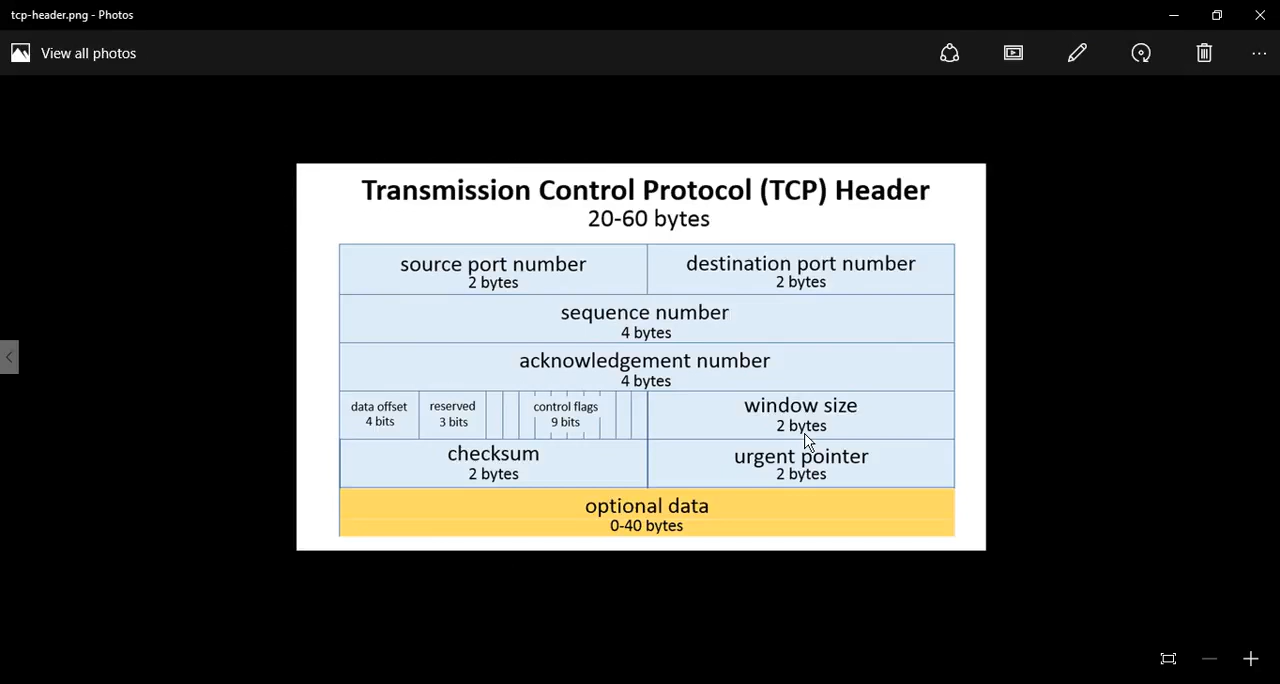 tcp-header.png - Photos
View all photos
Transmission Control Protocol (TCP) Header
20-60 bytes
source port number
2 bytes
destination port number
2 bytes
sequence number
4 bytes
acknowledgement number
4 bytes
data offset
4 bits
reserved
3 bits
control flags
9 bits
window size
2 bytes
checksum
2 bytes
urgent pointer
2 bytes
optional data
0-40 bytes